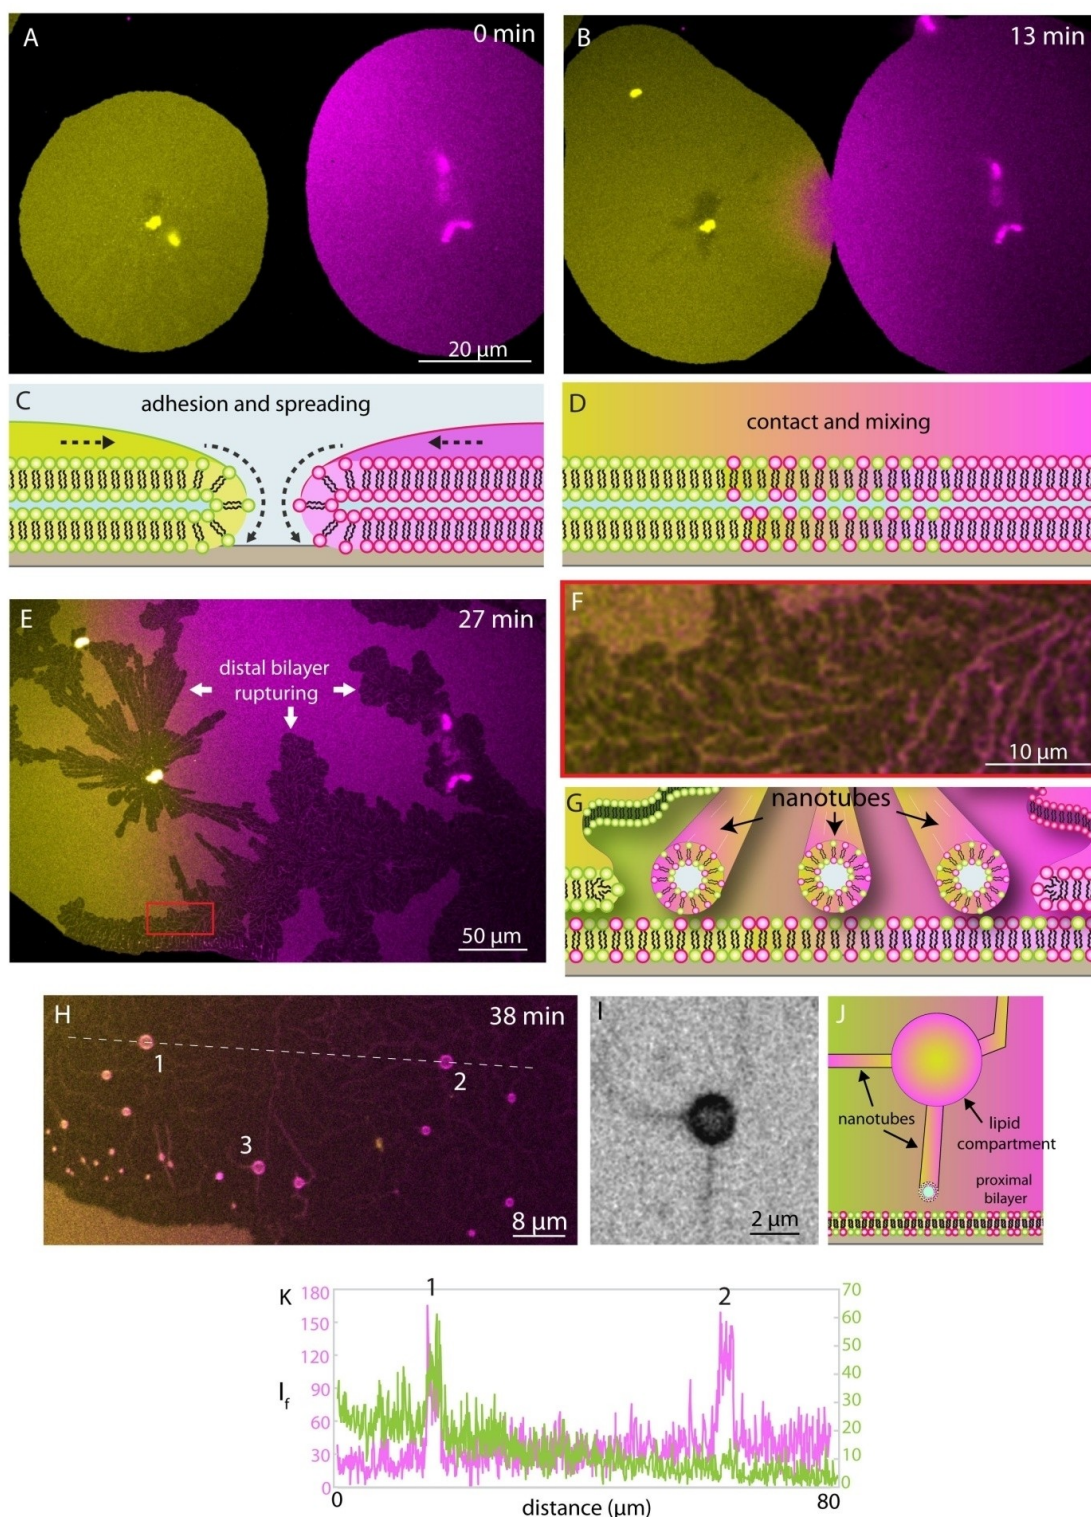 A
0 min
20 µm
B
13 min
C
adhesion and spreading
D
contact and mixing
E
27 min
distal bilayer
rupturing
50 µm
F
10 µm
G
nanotubes
H
38 min
1
2
3
8 µm
I
2 µm
J
nanotubes
lipid
compartment
proximal
bilayer
K
1
2
180
150
120
90
60
30
0
I_f
70
60
50
40
30
20
10
0
0
80
distance (µm)